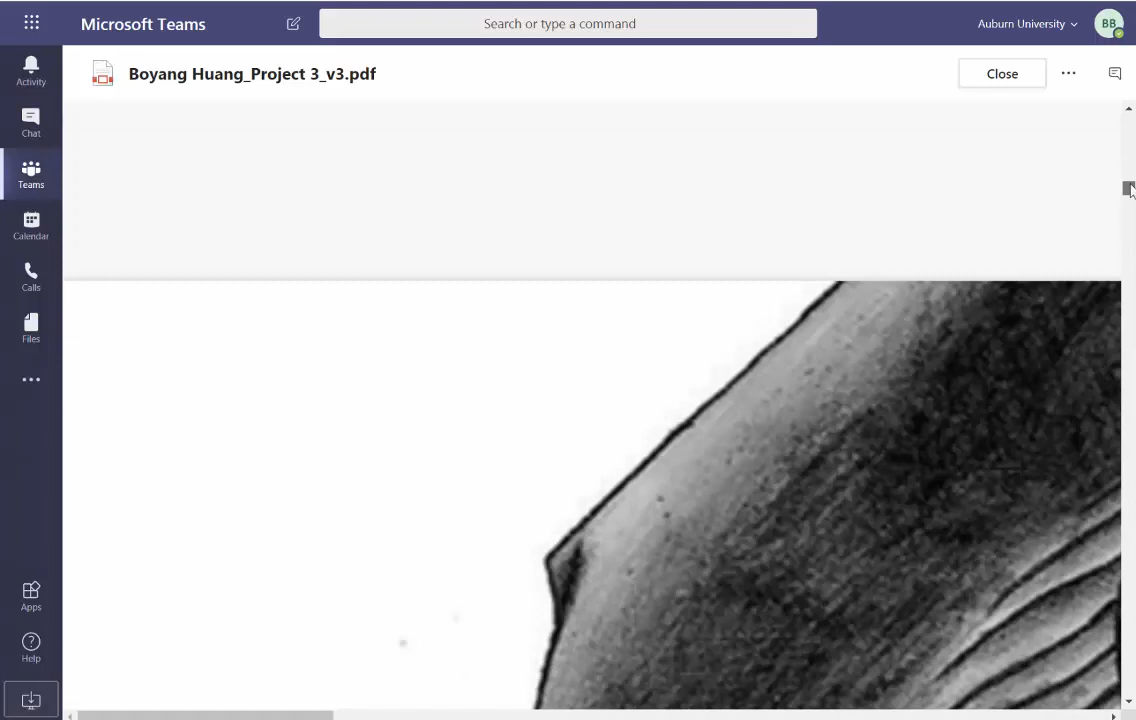 Microsoft Teams
Search or type a command
Auburn University
BB
Activity
Chat
Teams
Calendar
Calls
Files
Apps
Help
Boyang Huang_Project 3_v3.pdf
Close